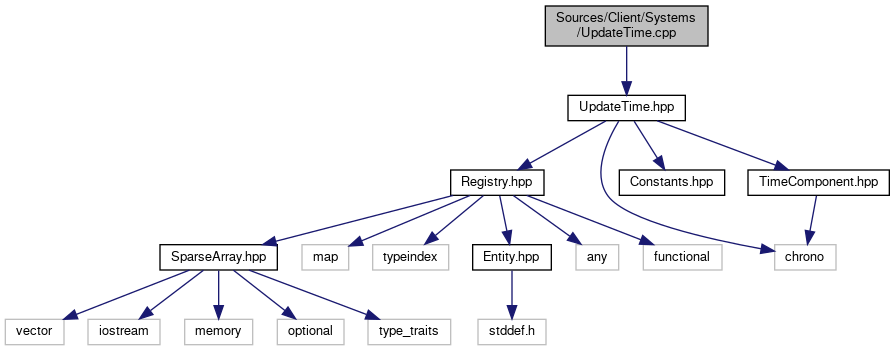 Sources/Client/Systems
/UpdateTime.cpp
UpdateTime.hpp
Registry.hpp
Constants.hpp
TimeComponent.hpp
SparseArray.hpp
map
typeindex
Entity.hpp
any
functional
chrono
vector
iostream
memory
optional
type_traits
stddef.h